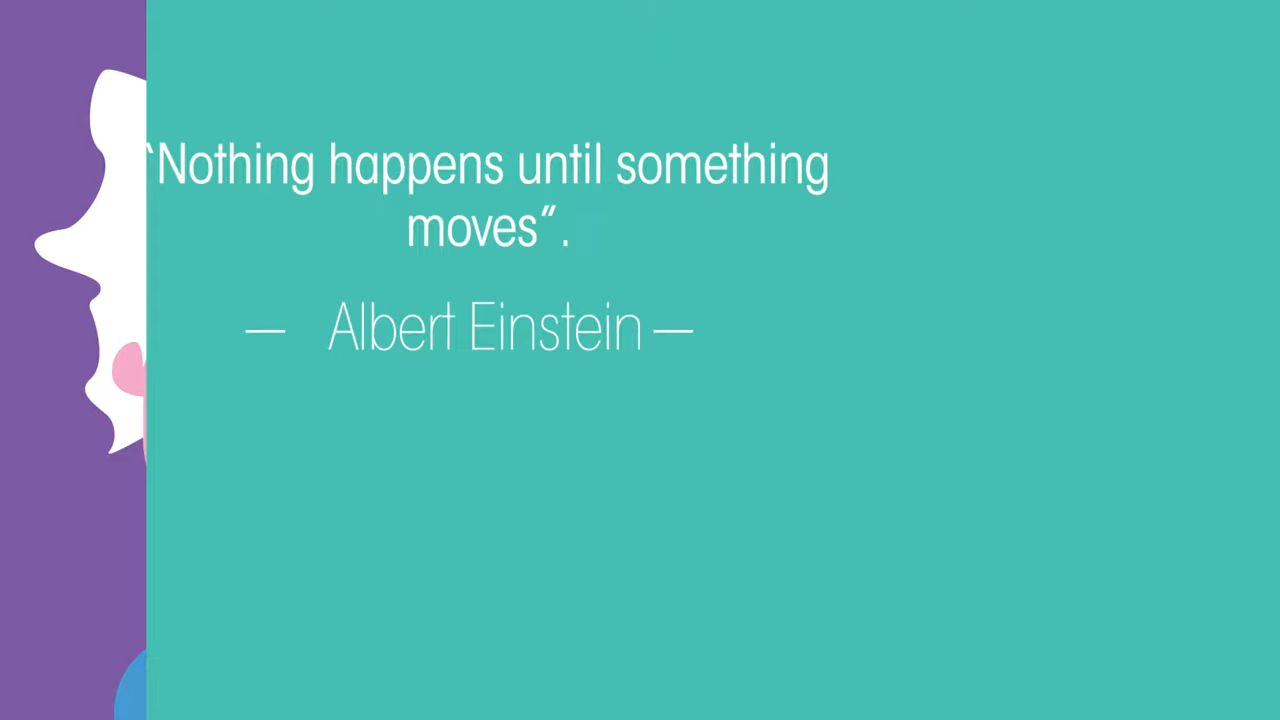 “Nothing happens until something
moves”.
— Albert Einstein —